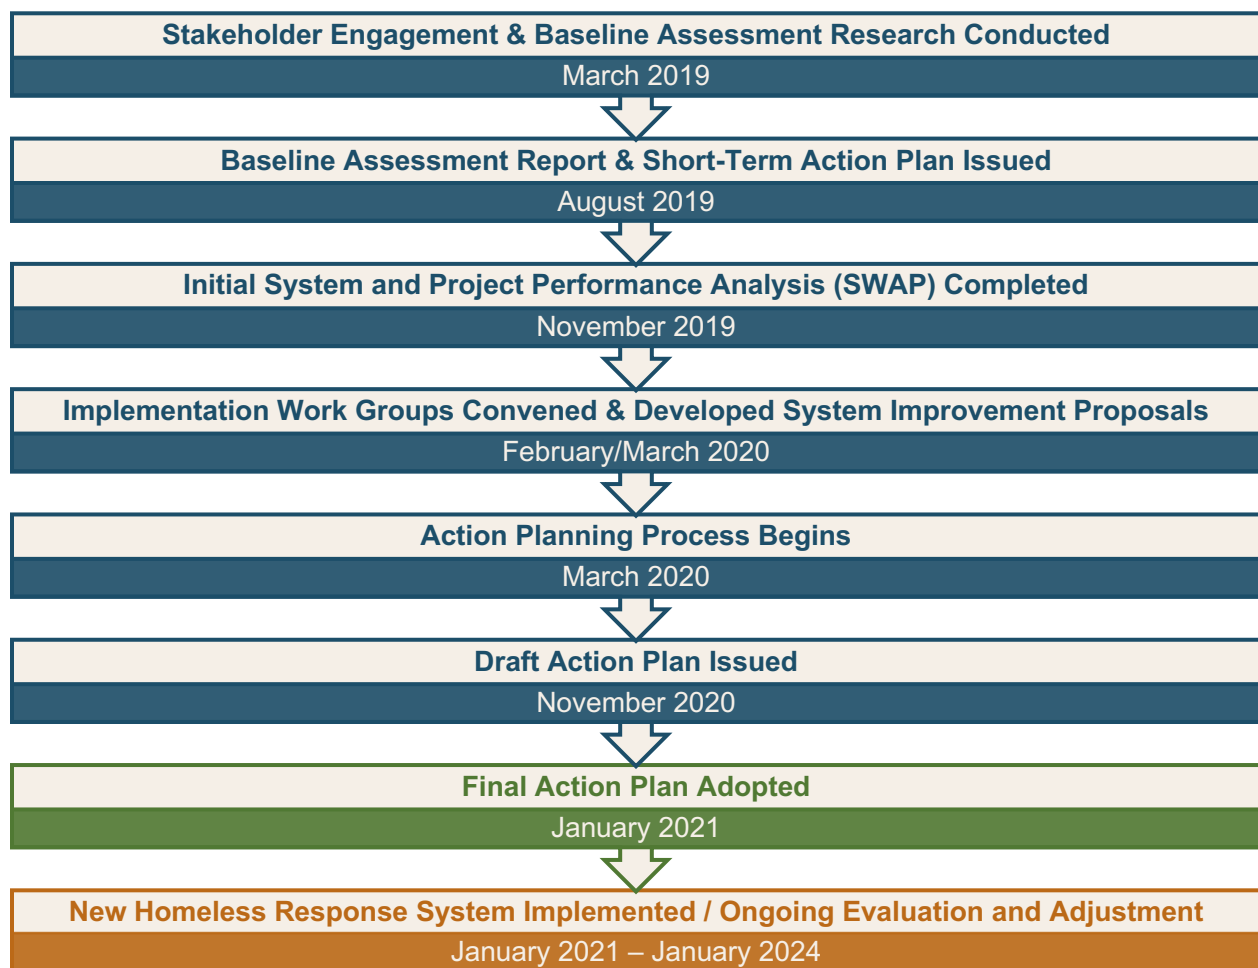 Stakeholder Engagement & Baseline Assessment Research Conducted
March 2019
Baseline Assessment Report & Short-Term Action Plan Issued
August 2019
Initial System and Project Performance Analysis (SWAP) Completed
November 2019
Implementation Work Groups Convened & Developed System Improvement Proposals
February/March 2020
Action Planning Process Begins
March 2020
Draft Action Plan Issued
November 2020
Final Action Plan Adopted
January 2021
New Homeless Response System Implemented / Ongoing Evaluation and Adjustment
January 2021 – January 2024